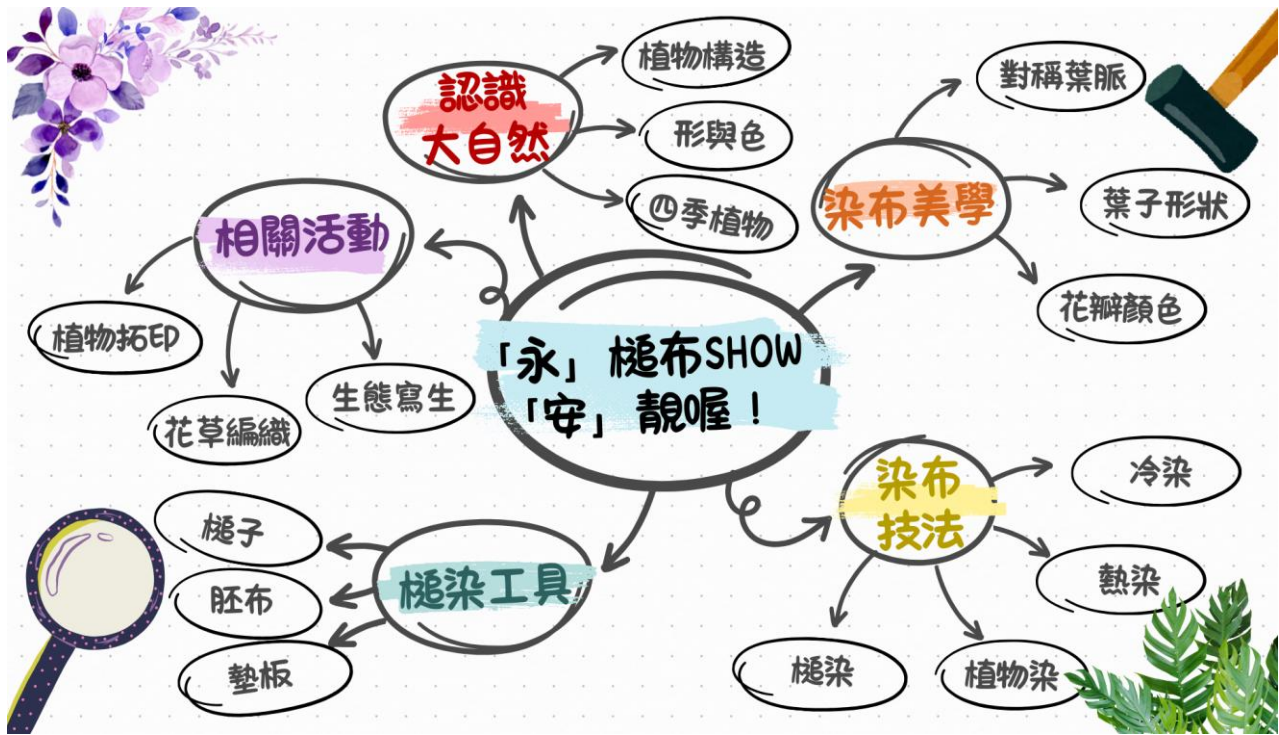 「永」槌布SHOW
「安」靚喔！
認識
大自然
植物構造
形與色
四季植物
染布美學
對稱葉脈
葉子形狀
花瓣顏色
相關活動
植物拓印
花草編織
生態寫生
槌染工具
槌子
胚布
墊板
染布
技法
冷染
熱染
植物染
槌染